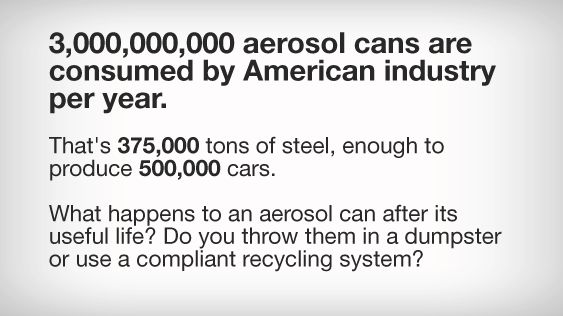 3,000,000,000 aerosol cans are
consumed by American industry
per year.
That's 375,000 tons of steel, enough to
produce 500,000 cars.
What happens to an aerosol can after its
useful life? Do you throw them in a dumpster
or use a compliant recycling system?